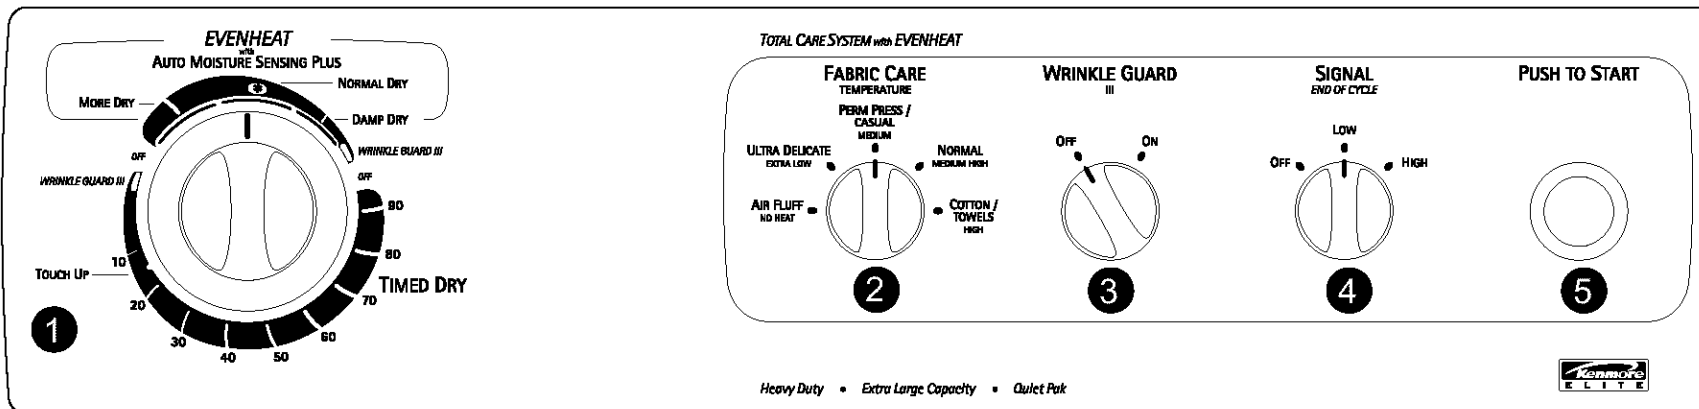 EVENHEAT
with
AUTO MOISTURE SENSING PLUS
NORMAL DRY
MORE DRY
DAMP DRY
OFF
WRINKLE GUARD III
WRINKLE GUARD III
OFF
90
80
70
TIMED DRY
60
50
40
30
20
10
TOUCH UP
1
TOTAL CARE SYSTEM with EVENHEAT
FABRIC CARE
TEMPERATURE
PERM PRESS /
CASUAL
MEDIUM
ULTRA DELICATE
EXTRA LOW
NORMAL
MEDIUM HIGH
AIR FLUFF
NO HEAT
COTTON /
TOWELS
HIGH
2
WRINKLE GUARD
III
OFF
ON
3
SIGNAL
END OF CYCLE
LOW
OFF
HIGH
4
PUSH TO START
5
Heavy Duty • Extra Large Capacity • Quiet Pak
Kenmore
ELITE